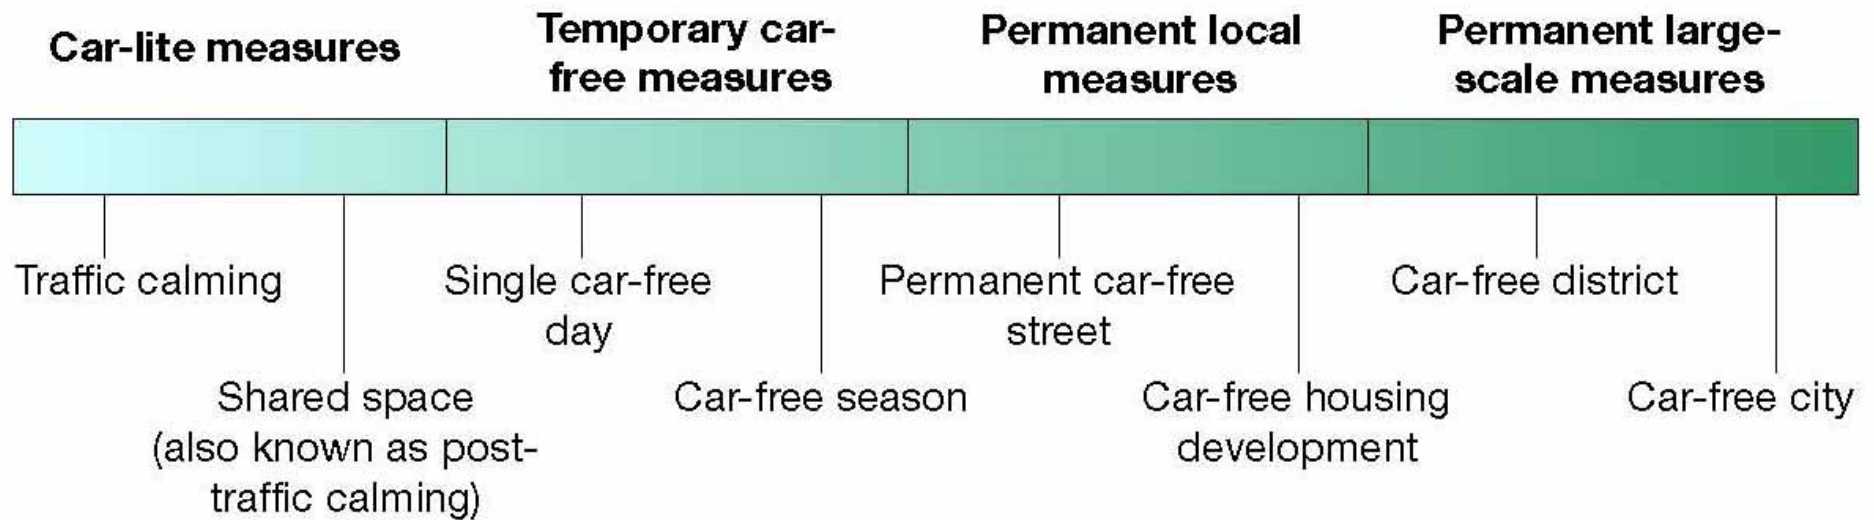 Car-lite measures
Temporary car-
free measures
Permanent local
measures
Permanent large-
scale measures
Traffic calming
Shared space
(also known as post-
traffic calming)
Single car-free
day
Car-free season
Permanent car-free
street
Car-free housing
development
Car-free district
Car-free city